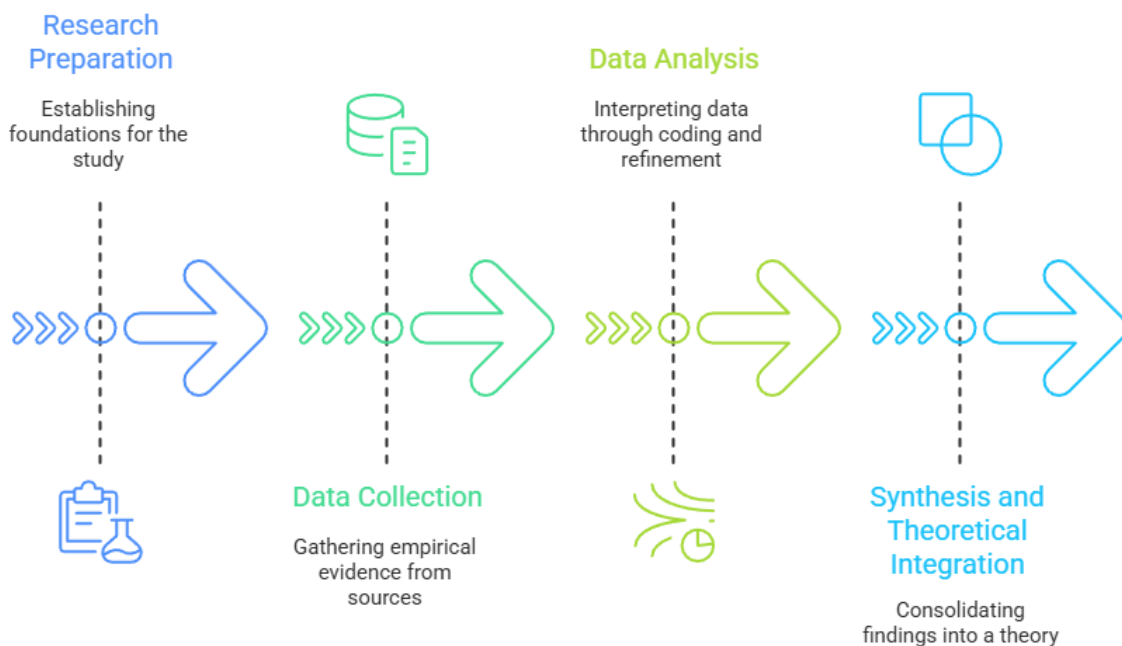 Research
Preparation
Establishing
foundations for the
study
Data Collection
Gathering empirical
evidence from
sources
Data Analysis
Interpreting data
through coding and
refinement
Synthesis and
Theoretical
Integration
Consolidating
findings into a theory